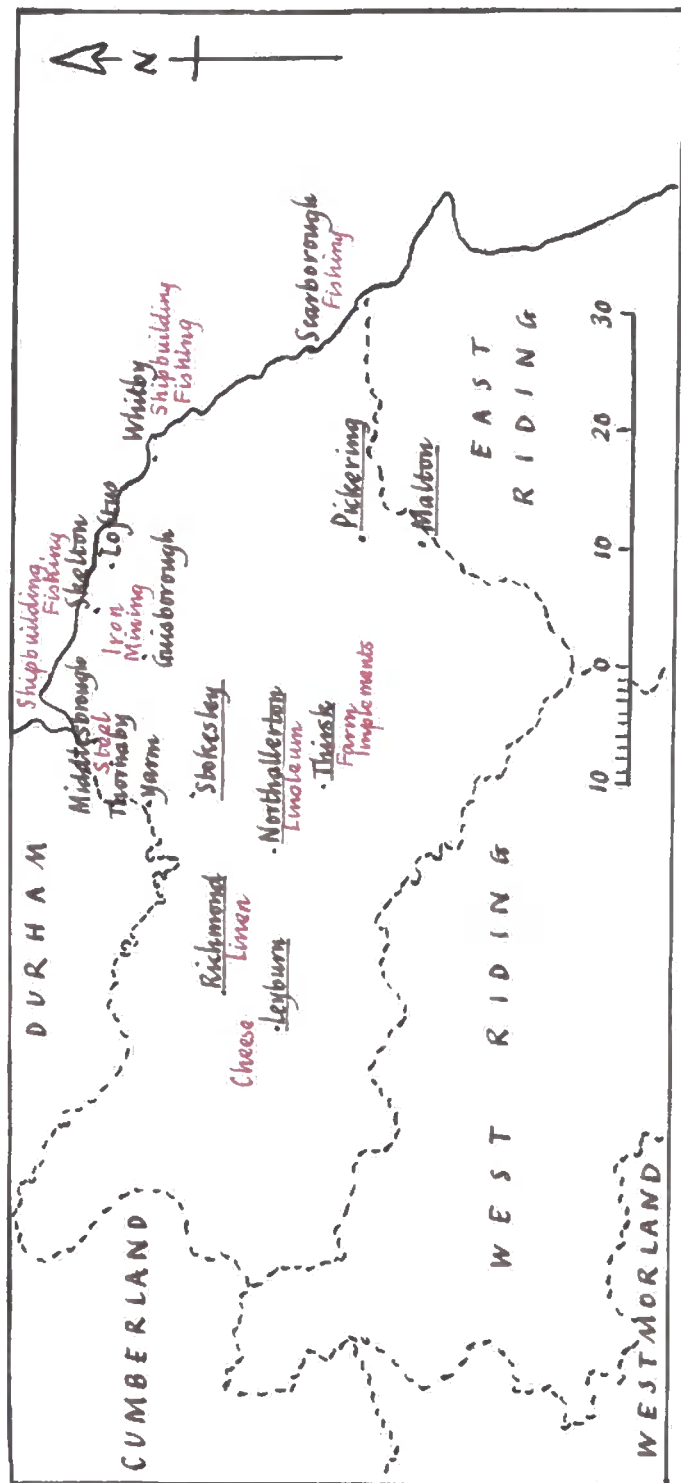 N
DURHAM
CUMBERLAND
WESTMORLAND
WEST RIDING
EAST
RIDING
Shipbuilding
Fishing
Middlesbrough
Steel
Thornaby
Yarm
Skelton
Loftus
Iron
Mining
Guisborough
Whitby
Shipbuilding
Fishing
Scarborough
Fishing
Stokesley
Richmond
Linen
Northallerton
Linoleum
Cheese
Leyburn
Thirsk
Farm
Implements
Pickering
Malton
10 0 10 20 30